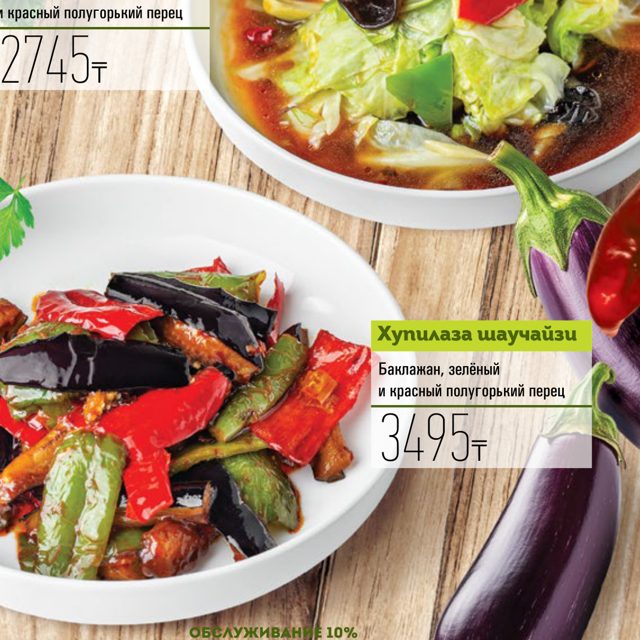 и красный полугорький перец
2745₸
Хупилаза шаучайзи
Баклажан, зелёный
и красный полугорький перец
3495₸
ОБСЛУЖИВАНИЕ 10%